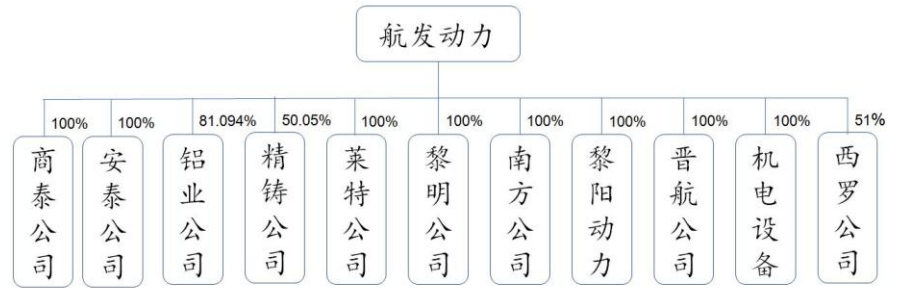 航发动力
100%
100%
81.094%
50.05%
100%
100%
100%
100%
100%
100%
51%
商泰公司
安泰公司
铝业公司
精铸公司
莱特公司
黎明公司
南方公司
黎阳动力
晋航公司
机电设备
西罗公司